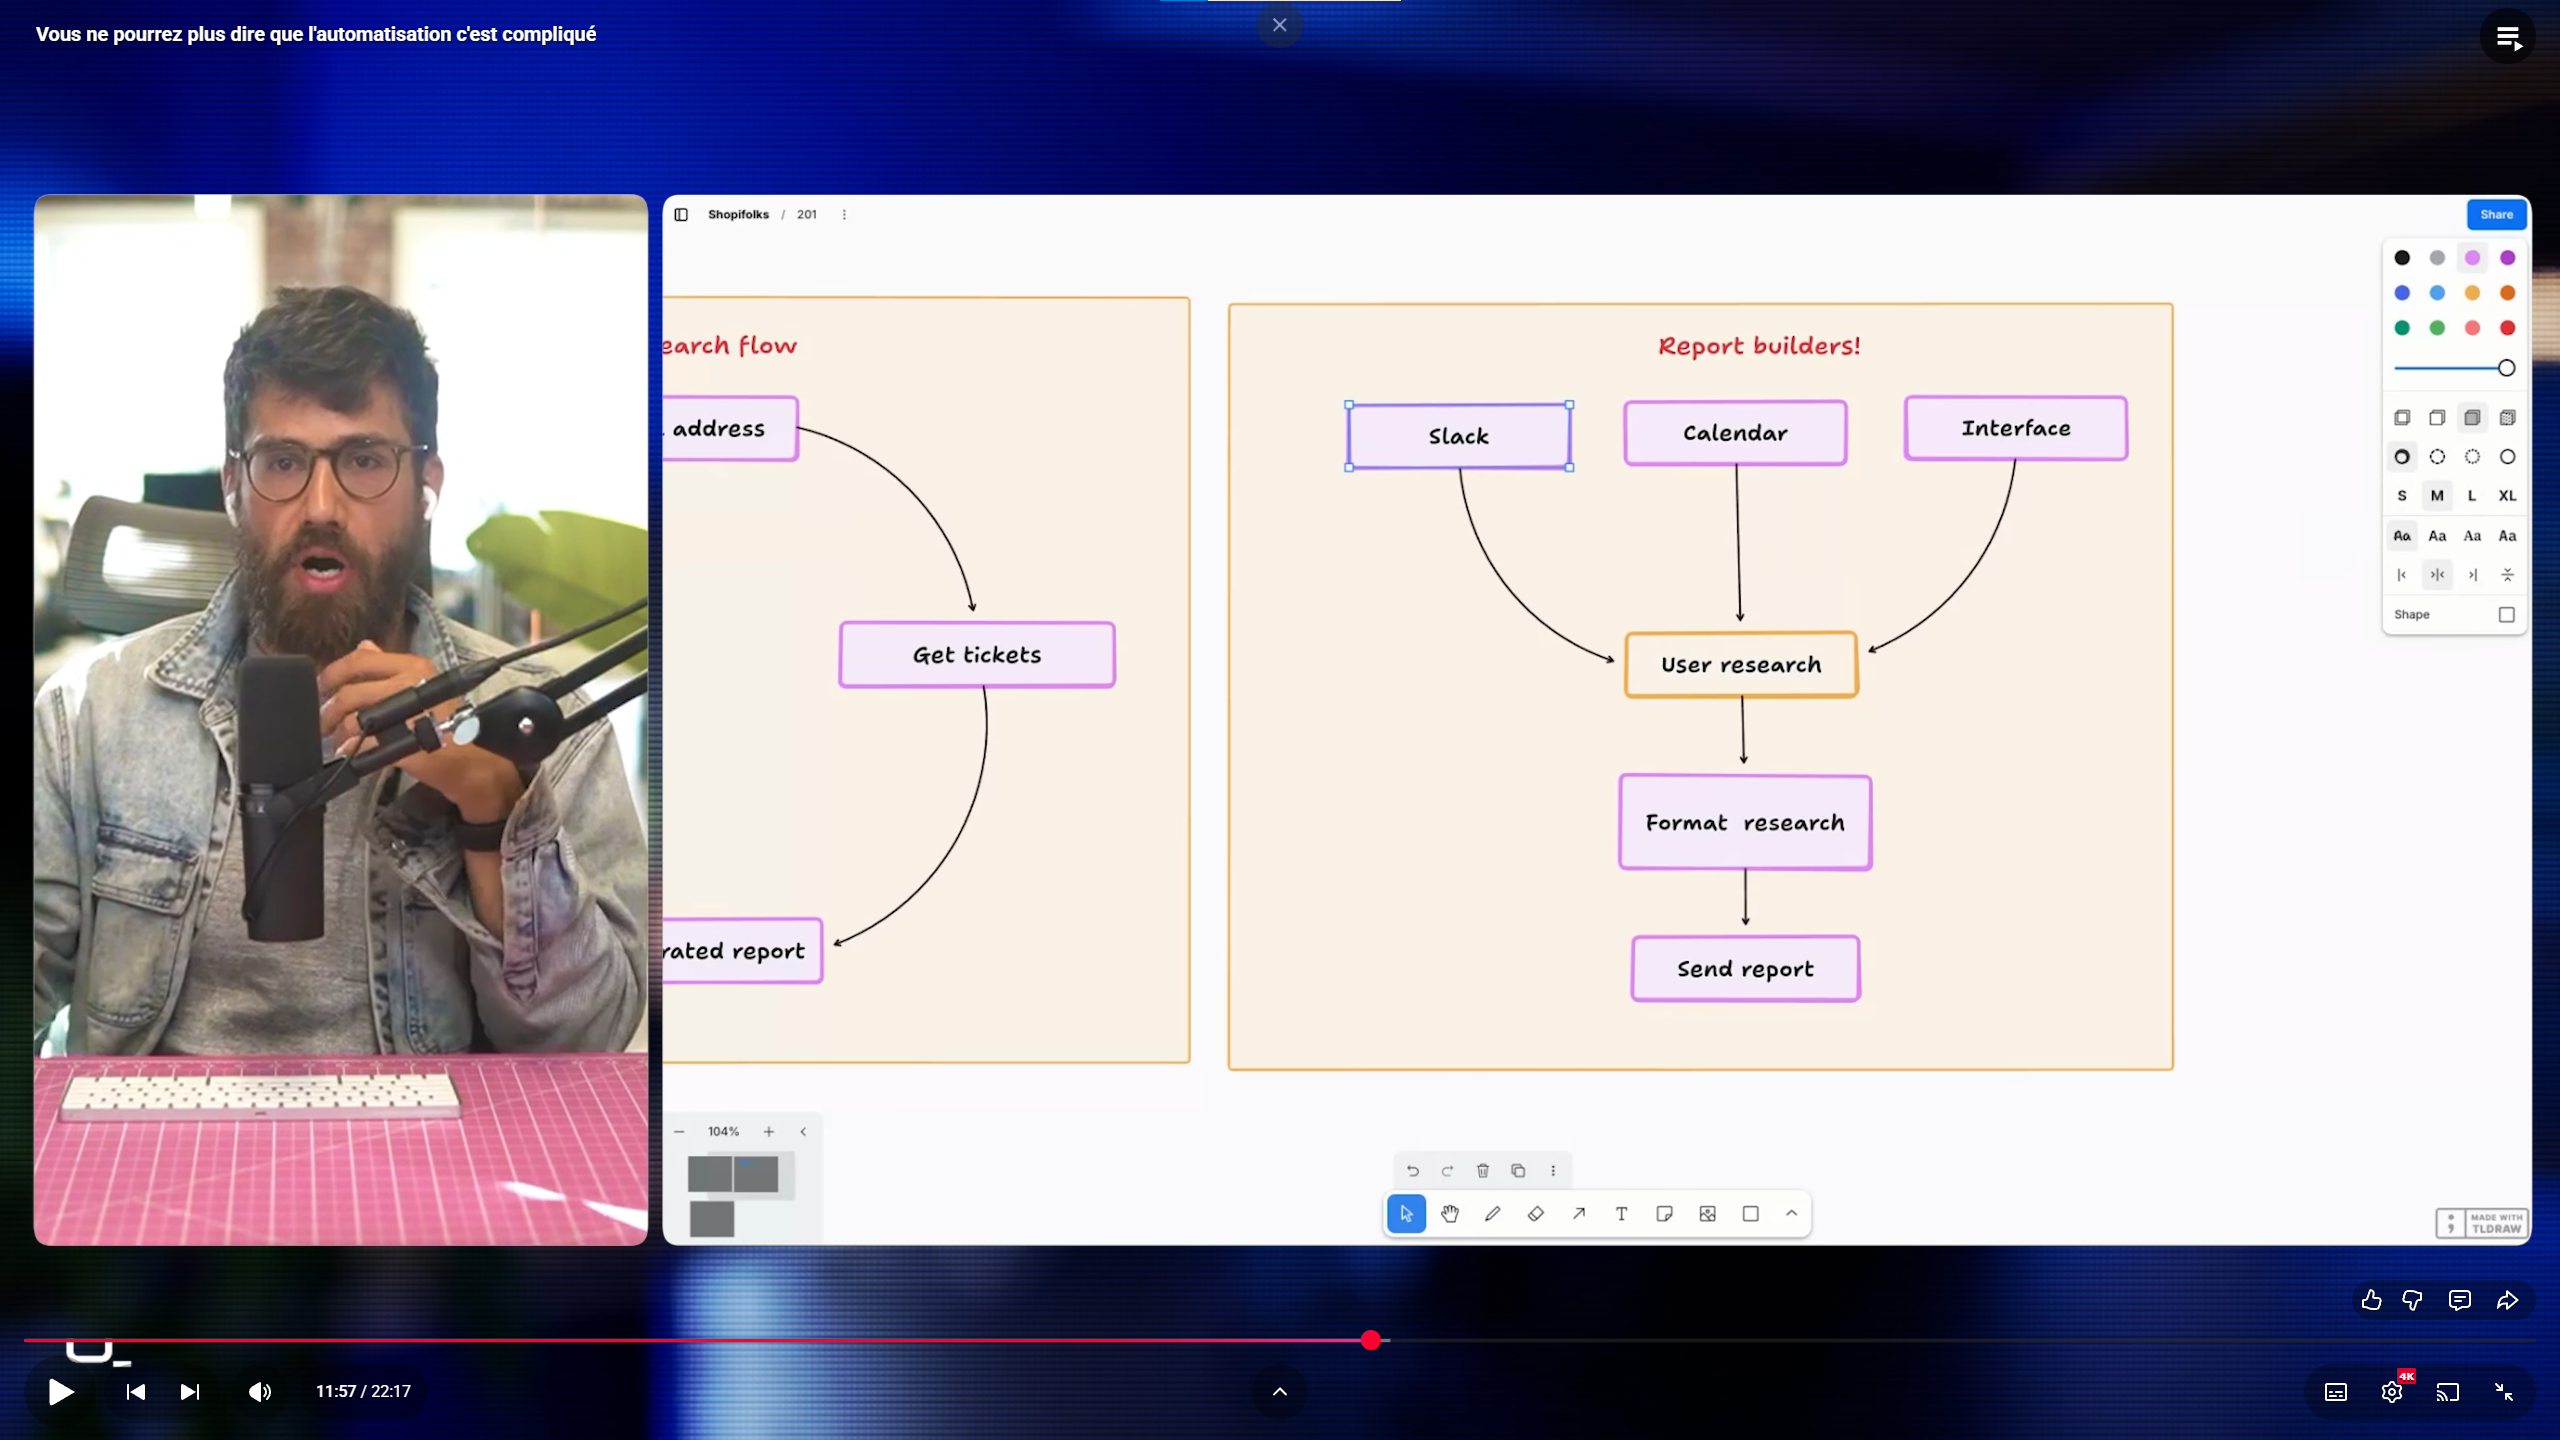 Vous ne pourrez plus dire que l'automatisation c'est compliqué
Shopifolks / 201
Share
earch flow
address
Get tickets
rated report
Report builders!
Slack
Calendar
Interface
User research
Format research
Send report
S M L XL
Aa Aa Aa Aa
Shape
104%
T
MADE WITH
TLDRAW
11:57 / 22:17
4K